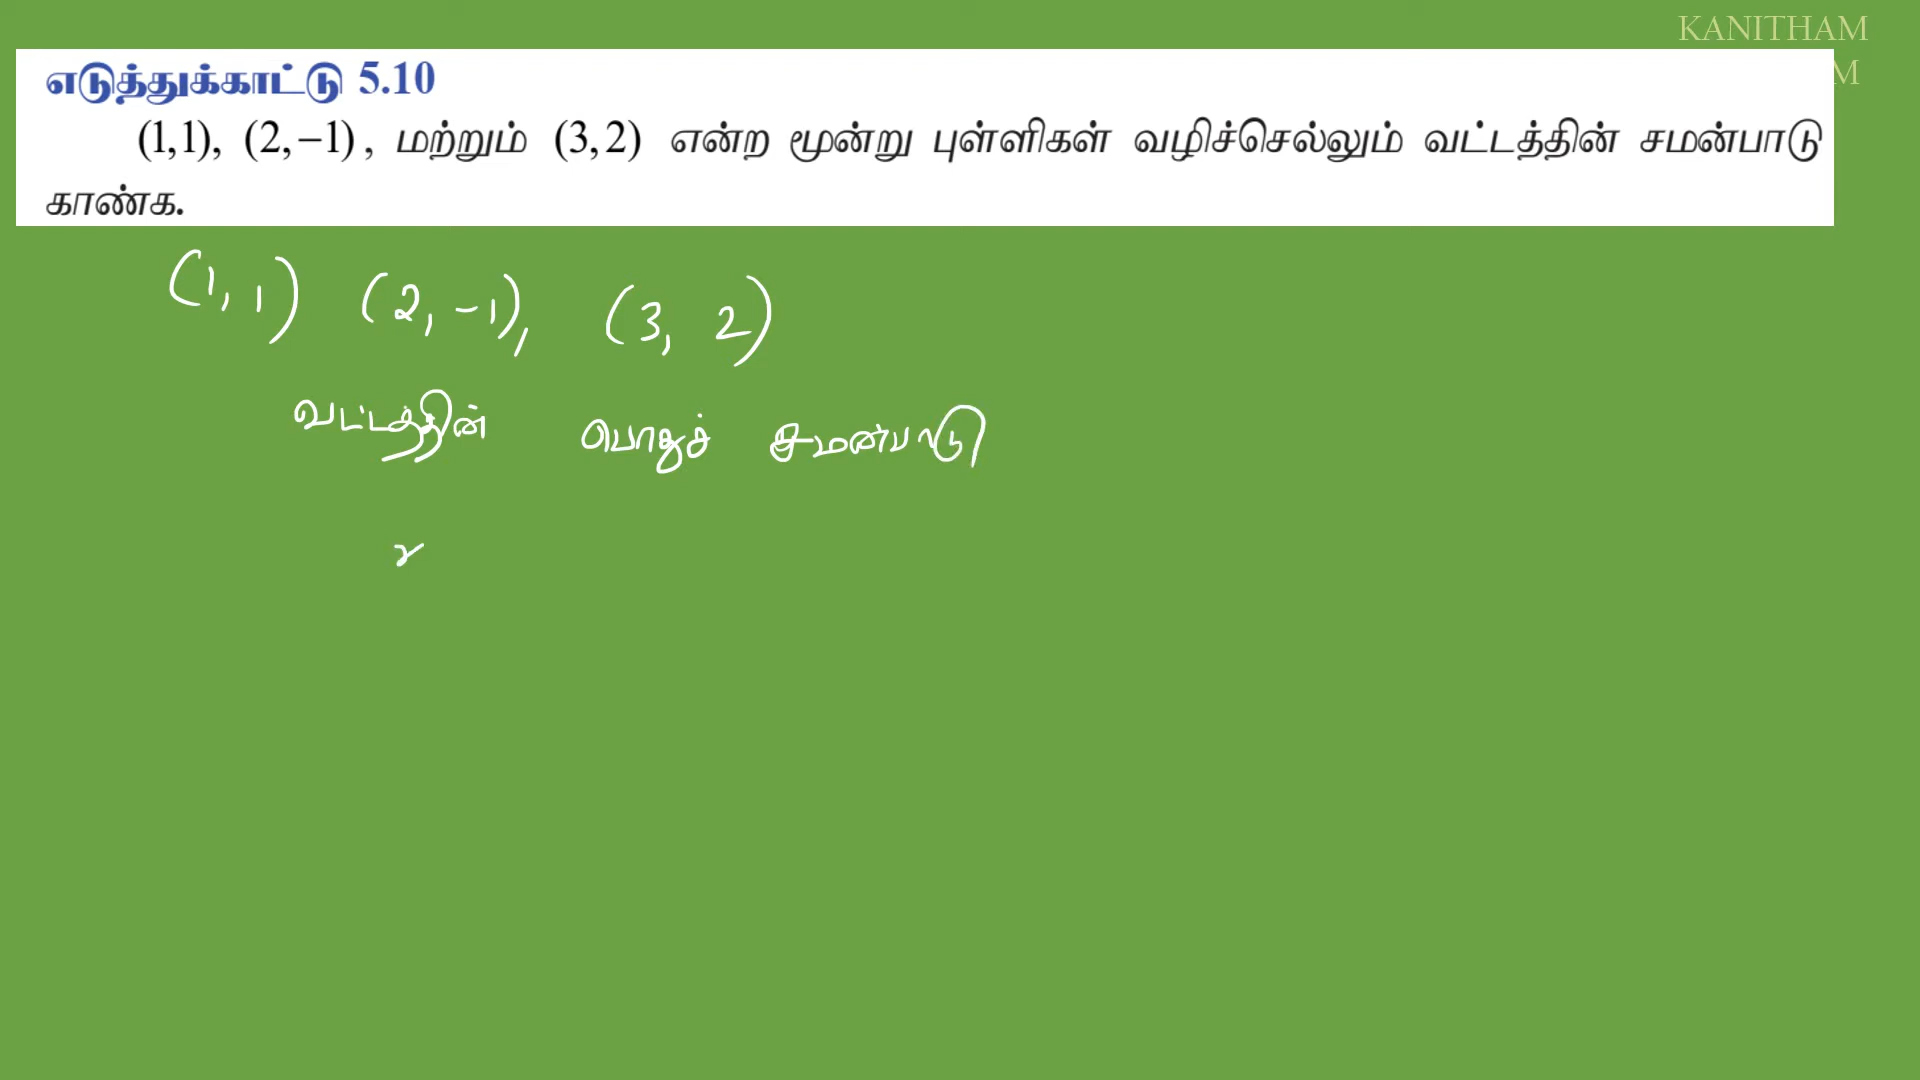 KANITHAM
M
எடுத்துக்காட்டு 5.10
(1,1), (2,−1), மற்றும் (3,2) என்ற மூன்று புள்ளிகள் வழிச்செல்லும் வட்டத்தின் சமன்பாடு
காண்க.
(1, 1) (2, -1), (3, 2)
வட்டத்தின் பொதுச் சமன்பாடு